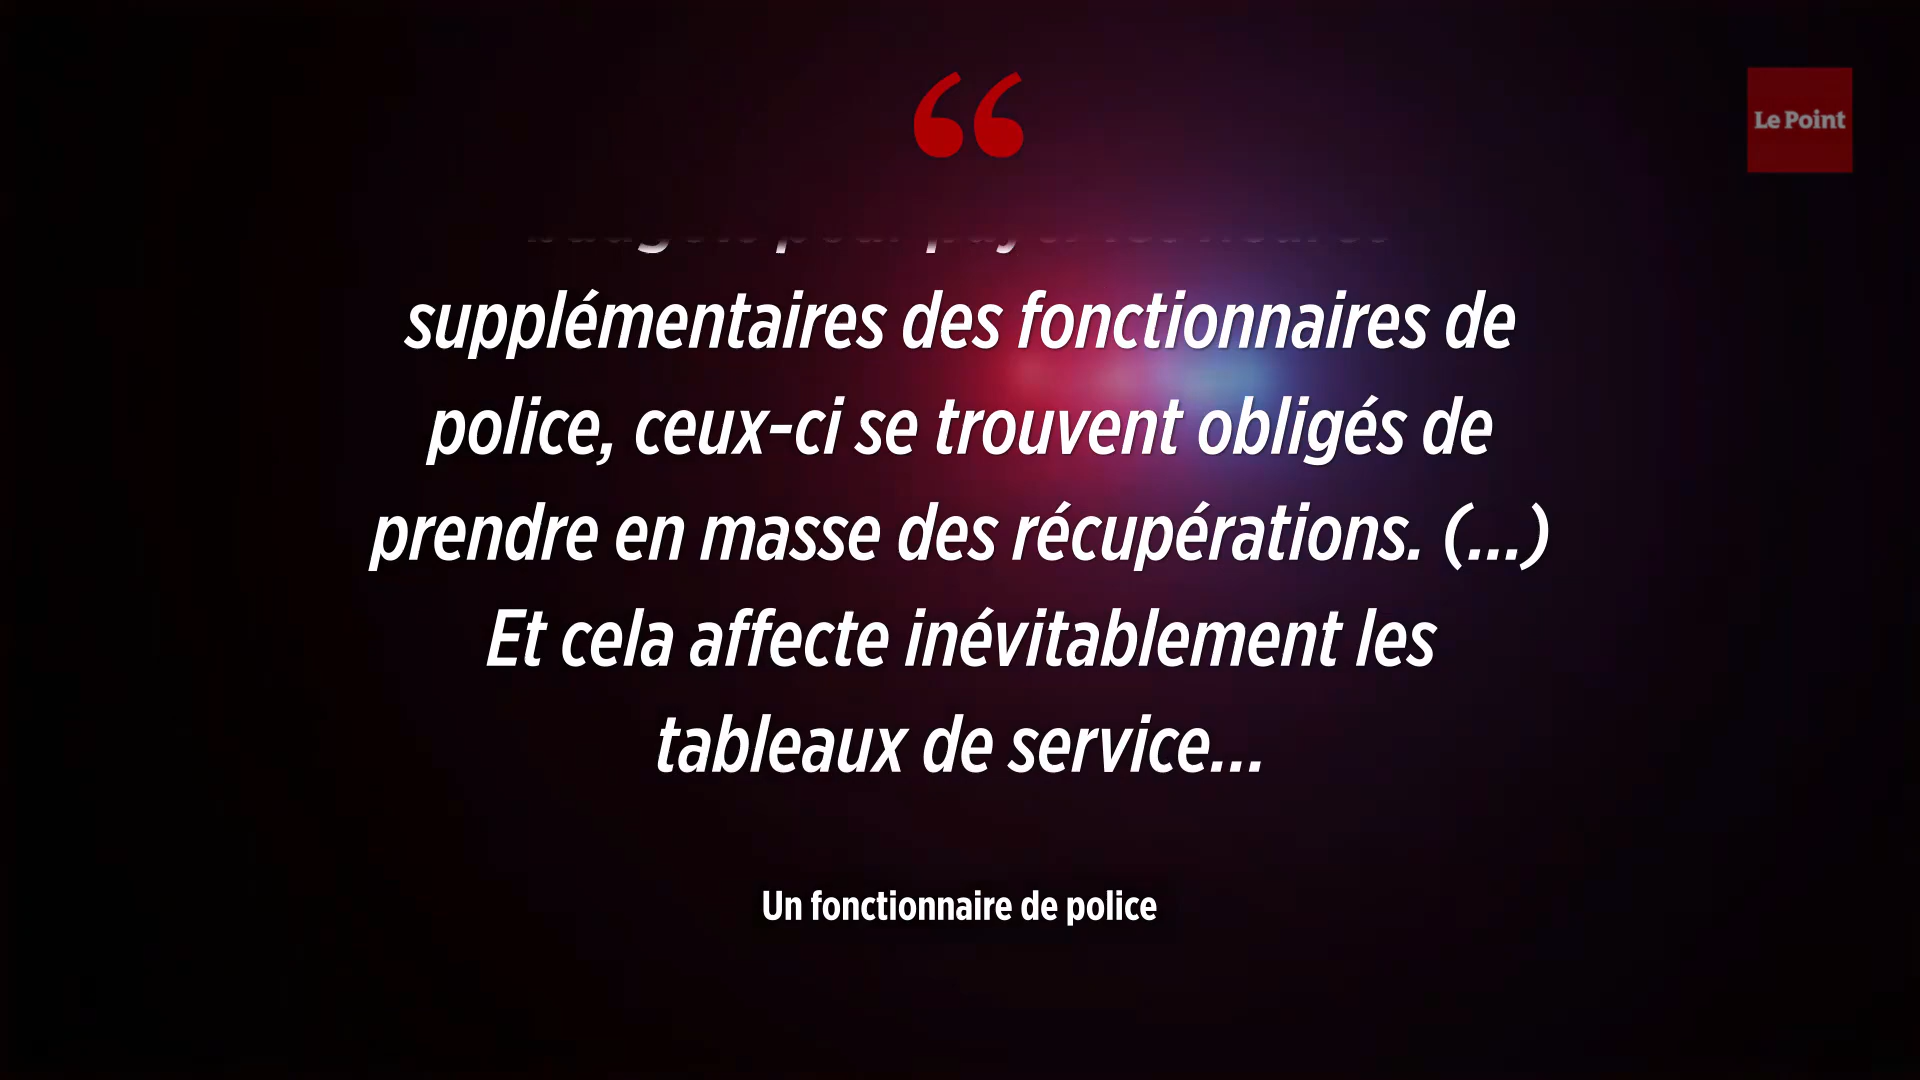 Le Point
supplémentaires des fonctionnaires de
police, ceux-ci se trouvent obligés de
prendre en masse des récupérations. (...)
Et cela affecte inévitablement les
tableaux de service...
Un fonctionnaire de police